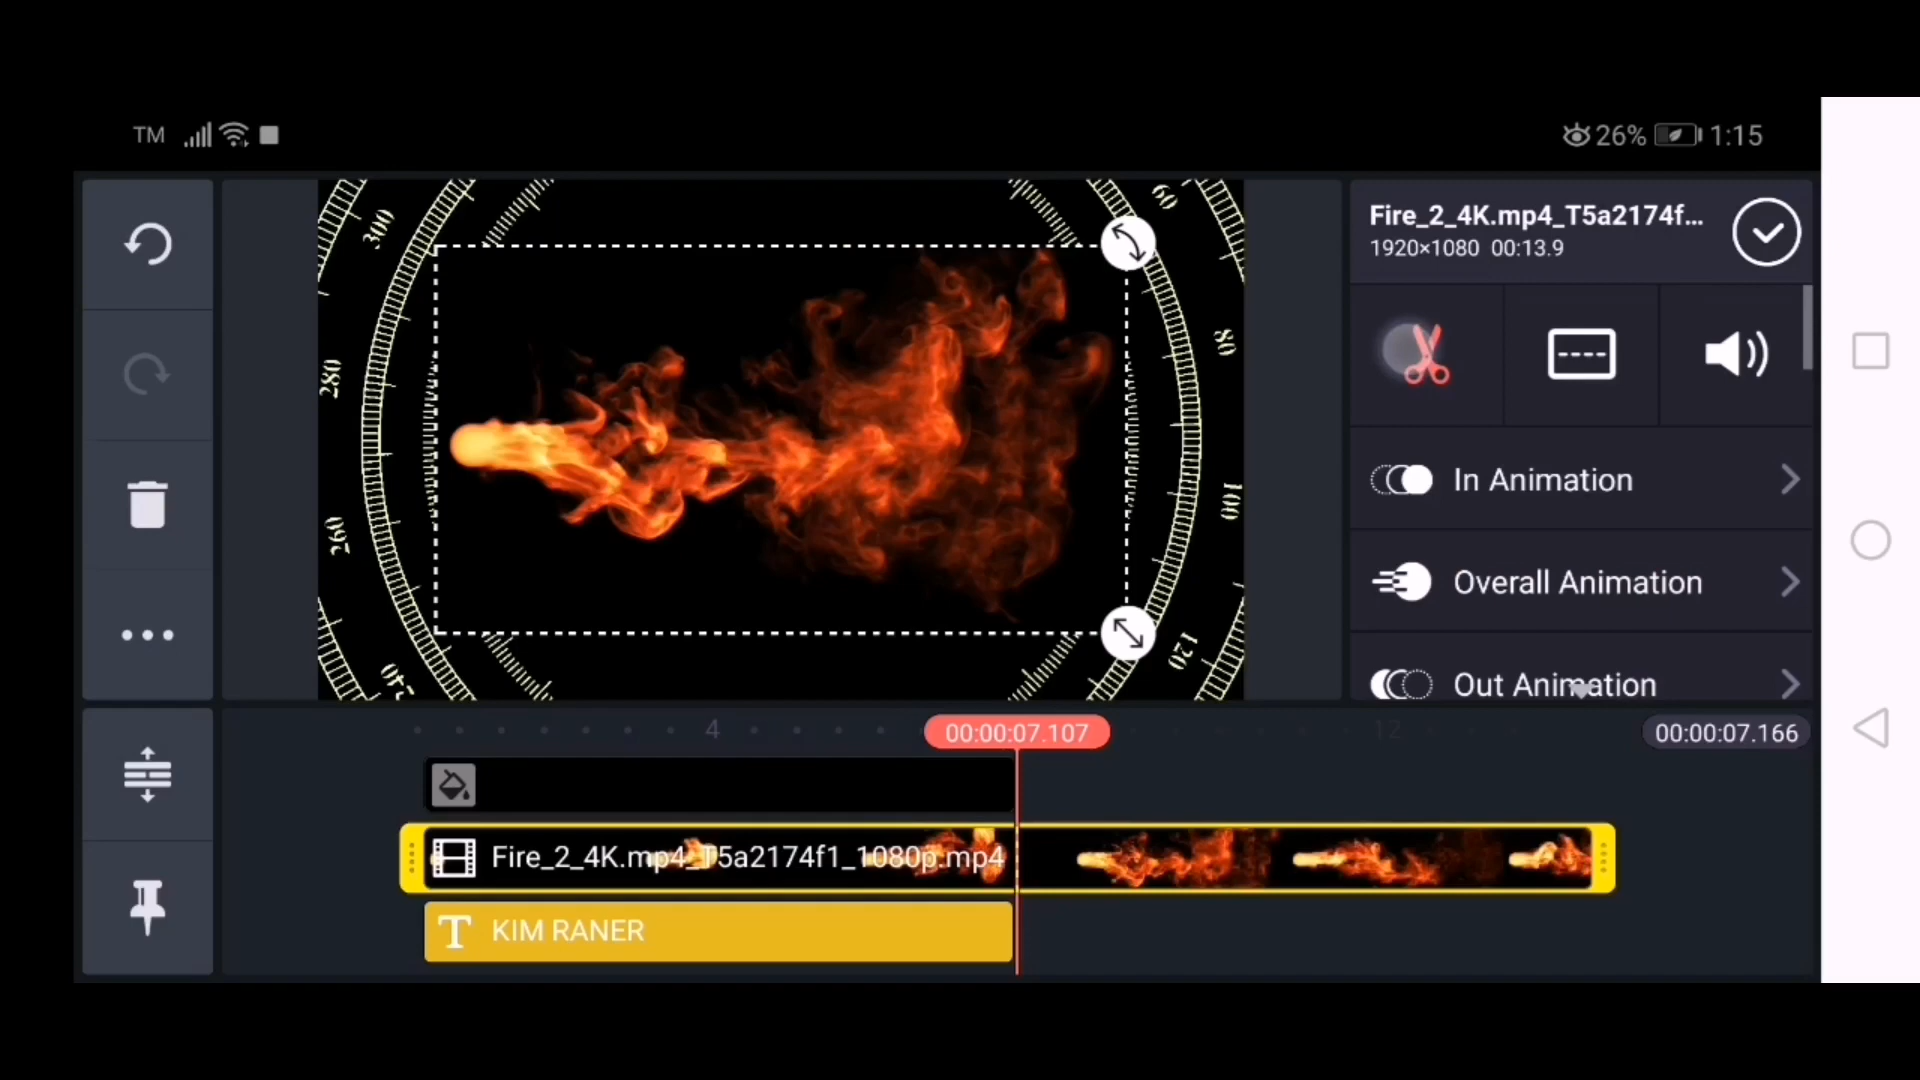 TM
26% 1:15
300
60
280
80
260
100
120
Fire_2_4K.mp4_T5a2174f...
1920×1080 00:13.9
In Animation
Overall Animation
Out Animation
4
00:00:07.107
12
00:00:07.166
Fire_2_4K.mp4_T5a2174f1_1080p.mp4
T KIM RANER